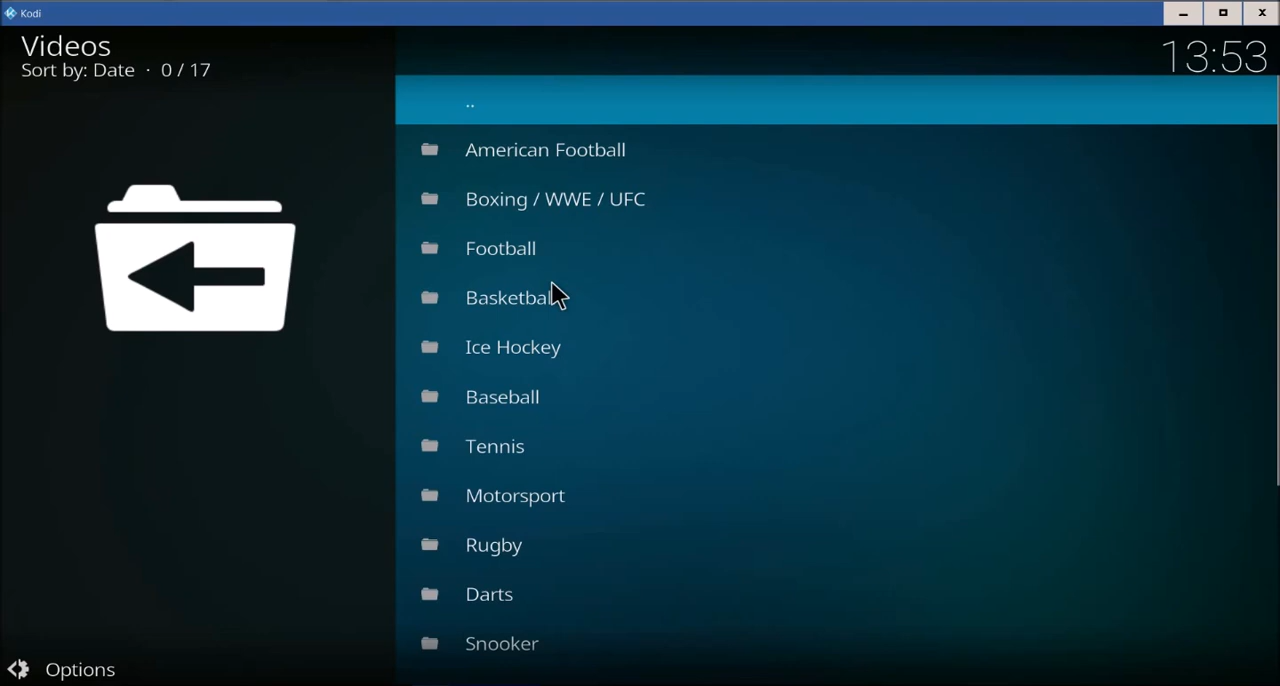 Kodi
Videos
Sort by: Date · 0 / 17
13:53
..
American Football
Boxing / WWE / UFC
Football
Basketball
Ice Hockey
Baseball
Tennis
Motorsport
Rugby
Darts
Snooker
Options